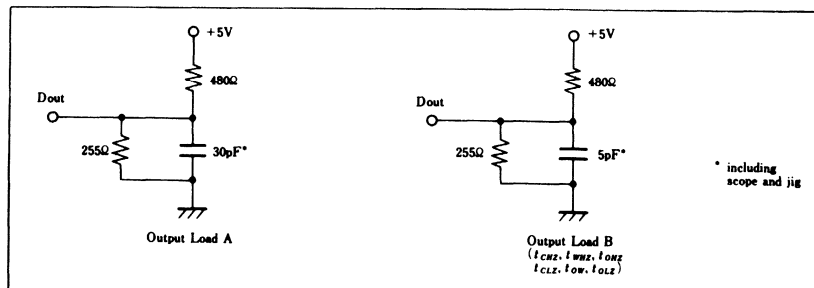 +5V
480Ω
Dout
255Ω
30pF*
Output Load A
+5V
480Ω
Dout
255Ω
5pF*
Output Load B
(tCHZ, tWHZ, tOHZ
tCLZ, tOW, tOLZ)
* including
scope and jig